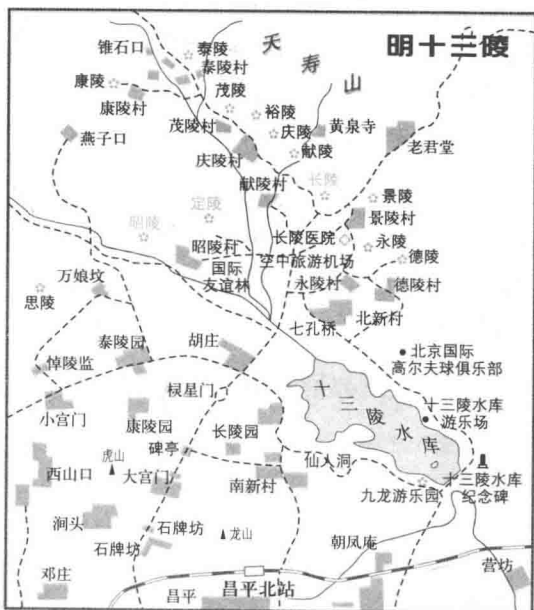 明十三陵
天寿山
锥石口
泰陵
泰陵村
康陵
康陵村
茂陵
裕陵
茂陵村
庆陵
黄泉寺
燕子口
献陵
老君堂
庆陵村
献陵村
长陵
定陵
景陵
景陵村
昭陵
昭陵村
长陵医院
永陵
德陵
国际
友谊林
空中旅游机场
万娘坟
思陵
永陵村
德陵村
北新村
七孔桥
泰陵园
胡庄
悼陵监
北京国际
高尔夫球俱乐部
棂星门
小宫门
康陵园
十三陵水库
十三陵水库
游乐场
碑亭
长陵园
虎山
仙人洞
西山口
大宫门
南新村
九龙游乐园
十三陵水库
纪念碑
涧头
石牌坊
石牌坊
龙山
朝凤庵
邓庄
昌平
昌平北站
营坊